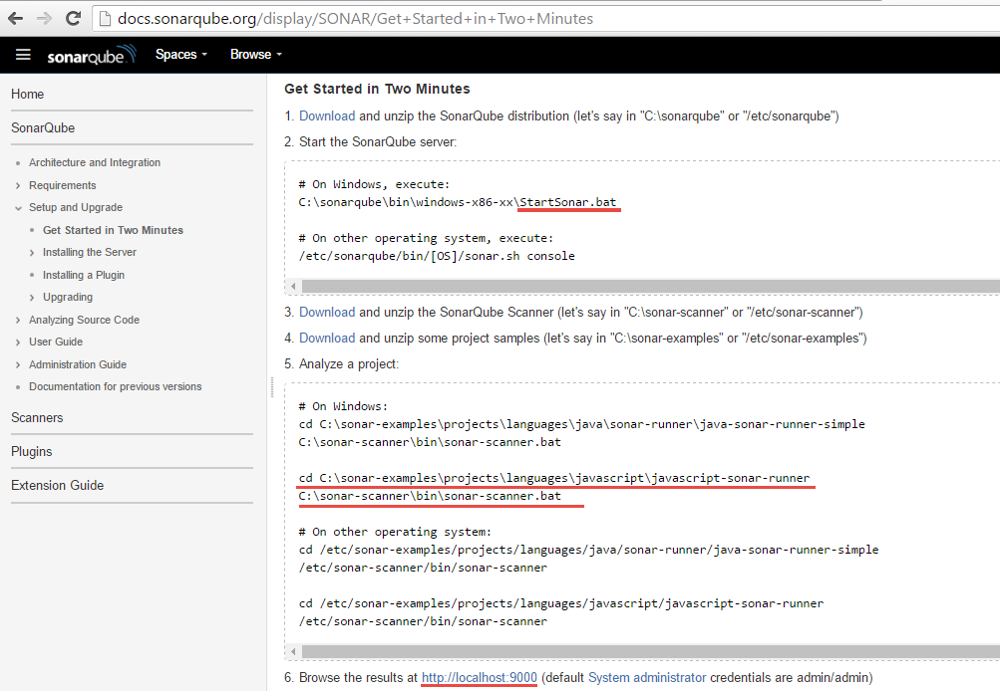 docs.sonarqube.org/display/SONAR/Get+Started+in+Two+Minutes
sonarqube Spaces Browse
Home
SonarQube
Architecture and Integration
Requirements
Setup and Upgrade
Get Started in Two Minutes
Installing the Server
Installing a Plugin
Upgrading
Analyzing Source Code
User Guide
Administration Guide
Documentation for previous versions
Scanners
Plugins
Extension Guide
Get Started in Two Minutes
1. Download and unzip the SonarQube distribution (let's say in "C:\sonarqube" or "/etc/sonarqube")
2. Start the SonarQube server:
# On Windows, execute:
C:\sonarqube\bin\windows-x86-xx\StartSonar.bat
# On other operating system, execute:
/etc/sonarqube/bin/[OS]/sonar.sh console
3. Download and unzip the SonarQube Scanner (let's say in "C:\sonar-scanner" or "/etc/sonar-scanner")
4. Download and unzip some project samples (let's say in "C:\sonar-examples" or "/etc/sonar-examples")
5. Analyze a project:
# On Windows:
cd C:\sonar-examples\projects\languages\java\sonar-runner\java-sonar-runner-simple
C:\sonar-scanner\bin\sonar-scanner.bat
cd C:\sonar-examples\projects\languages\javascript\javascript-sonar-runner
C:\sonar-scanner\bin\sonar-scanner.bat
# On other operating system:
cd /etc/sonar-examples/projects/languages/java/sonar-runner/java-sonar-runner-simple
/etc/sonar-scanner/bin/sonar-scanner
cd /etc/sonar-examples/projects/languages/javascript/javascript-sonar-runner
/etc/sonar-scanner/bin/sonar-scanner
6. Browse the results at http://localhost:9000 (default System administrator credentials are admin/admin)